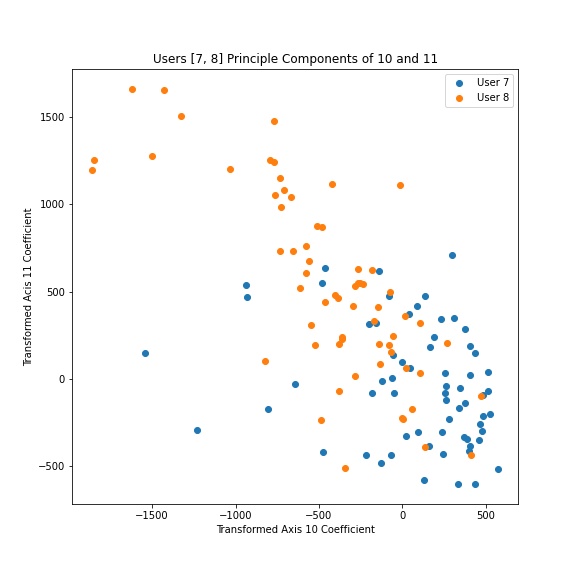 Users [7, 8] Principle Components of 10 and 11
User 7
User 8
1500
1000
500
0
−500
Transformed Acis 11 Coefficient
−1500
−1000
−500
0
500
Transformed Axis 10 Coefficient